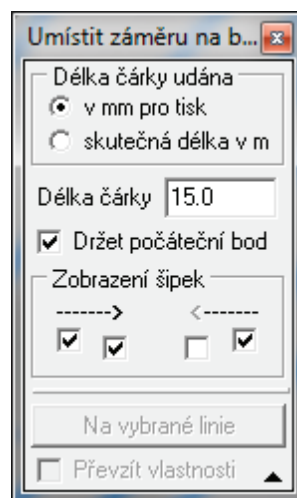 Umístit záměru na b...
Délka čárky udána
v mm pro tisk
skutečná délka v m
Délka čárky 15.0
Držet počáteční bod
Zobrazení šipek
-------> <-------
Na vybrané linie
Převzít vlastnosti